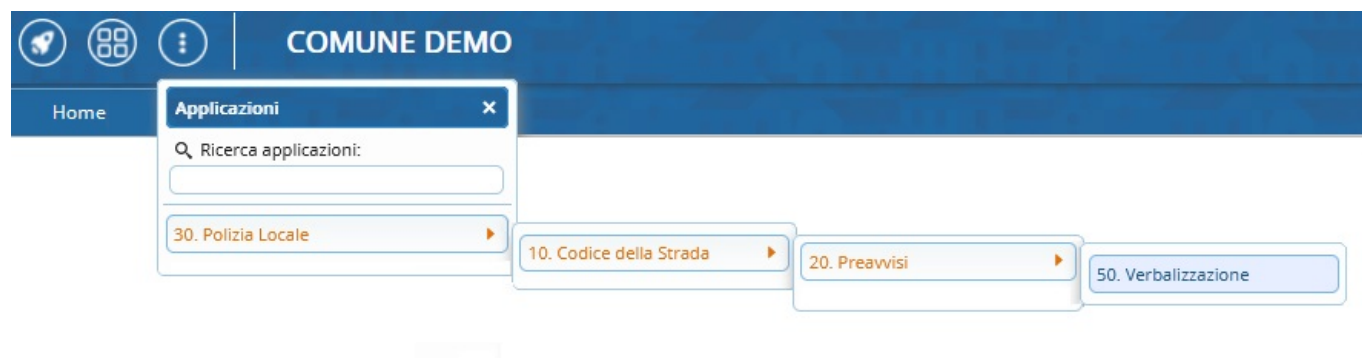 COMUNE DEMO
Home
Applicazioni
Ricerca applicazioni:
30. Polizia Locale
10. Codice della Strada
20. Preavvisi
50. Verbalizzazione